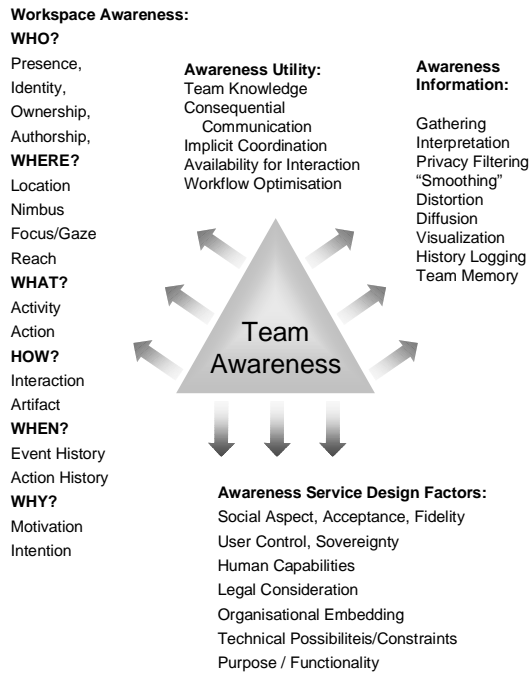 Workspace Awareness:
WHO?
Presence,
Identity,
Ownership,
Authorship,
WHERE?
Location
Nimbus
Focus/Gaze
Reach
WHAT?
Activity
Action
HOW?
Interaction
Artifact
WHEN?
Event History
Action History
WHY?
Motivation
Intention
Awareness Utility:
Team Knowledge
Consequential
Communication
Implicit Coordination
Availability for Interaction
Workflow Optimisation
Awareness
Information:
Gathering
Interpretation
Privacy Filtering
“Smoothing”
Distortion
Diffusion
Visualization
History Logging
Team Memory
Team
Awareness
Awareness Service Design Factors:
Social Aspect, Acceptance, Fidelity
User Control, Sovereignty
Human Capabilities
Legal Consideration
Organisational Embedding
Technical Possibiliteis/Constraints
Purpose / Functionality